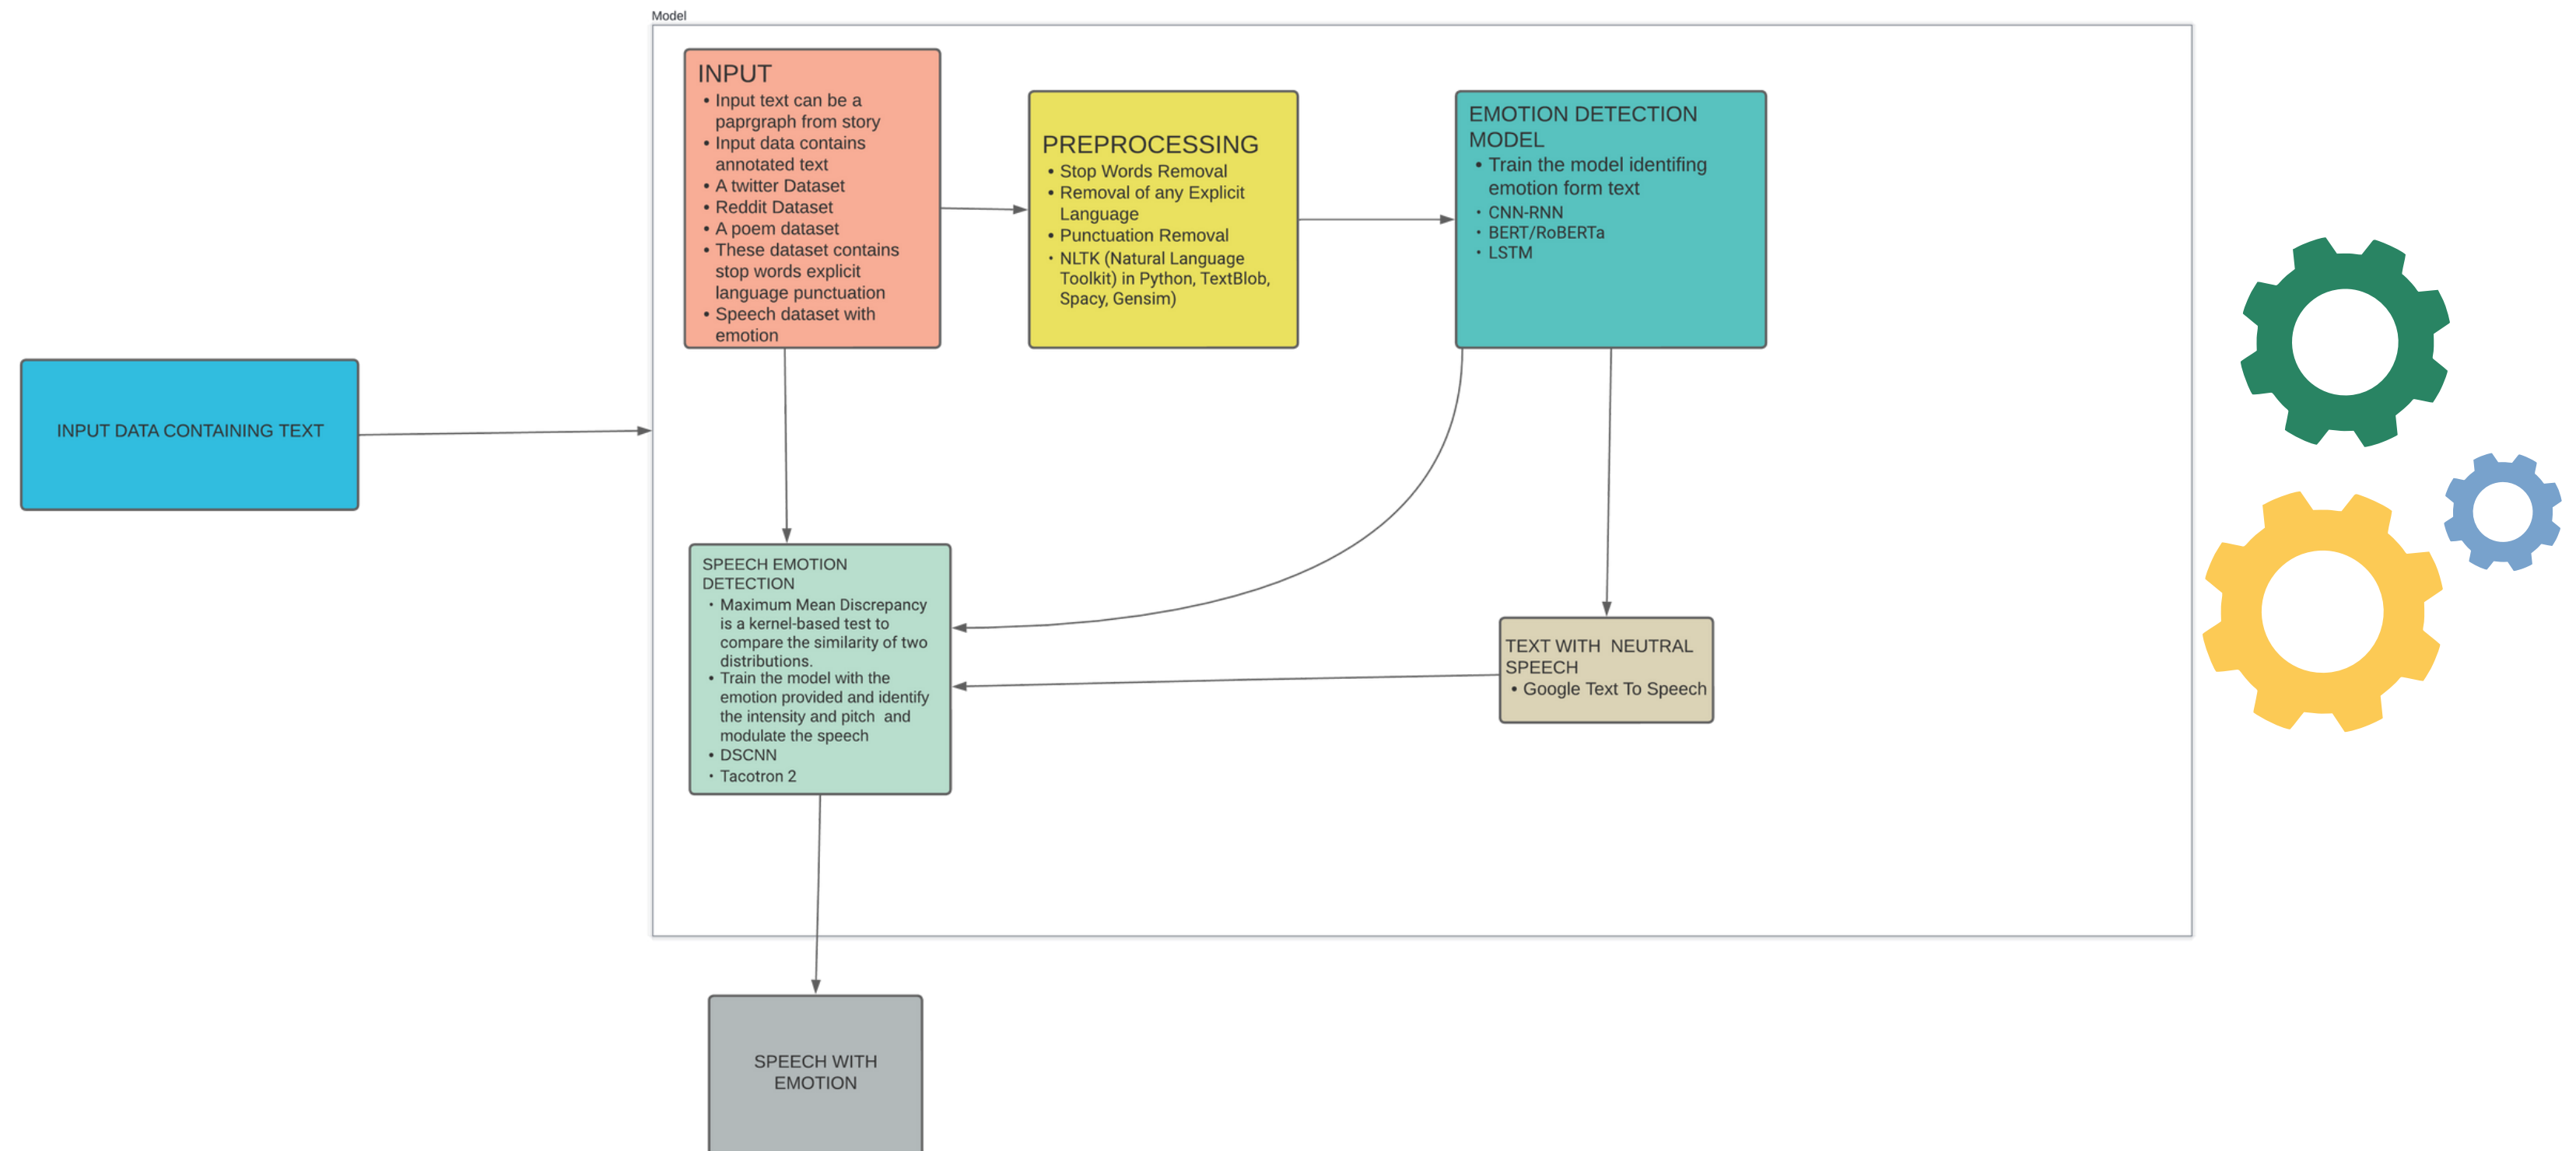 Model
INPUT
• Input text can be a
paprgraph from story
• Input data contains
annotated text
• A twitter Dataset
• Reddit Dataset
• A poem dataset
• These dataset contains
stop words explicit
language punctuation
• Speech dataset with
emotion
PREPROCESSING
• Stop Words Removal
• Removal of any Explicit
Language
• Punctuation Removal
• NLTK (Natural Language
Toolkit) in Python, TextBlob,
Spacy, Gensim)
EMOTION DETECTION
MODEL
• Train the model identifing
emotion form text
• CNN-RNN
• BERT/RoBERTa
• LSTM
INPUT DATA CONTAINING TEXT
SPEECH EMOTION
DETECTION
• Maximum Mean Discrepancy
is a kernel-based test to
compare the similarity of two
distributions.
• Train the model with the
emotion provided and identify
the intensity and pitch and
modulate the speech
• DSCNN
• Tacotron 2
TEXT WITH NEUTRAL
SPEECH
• Google Text To Speech
SPEECH WITH
EMOTION